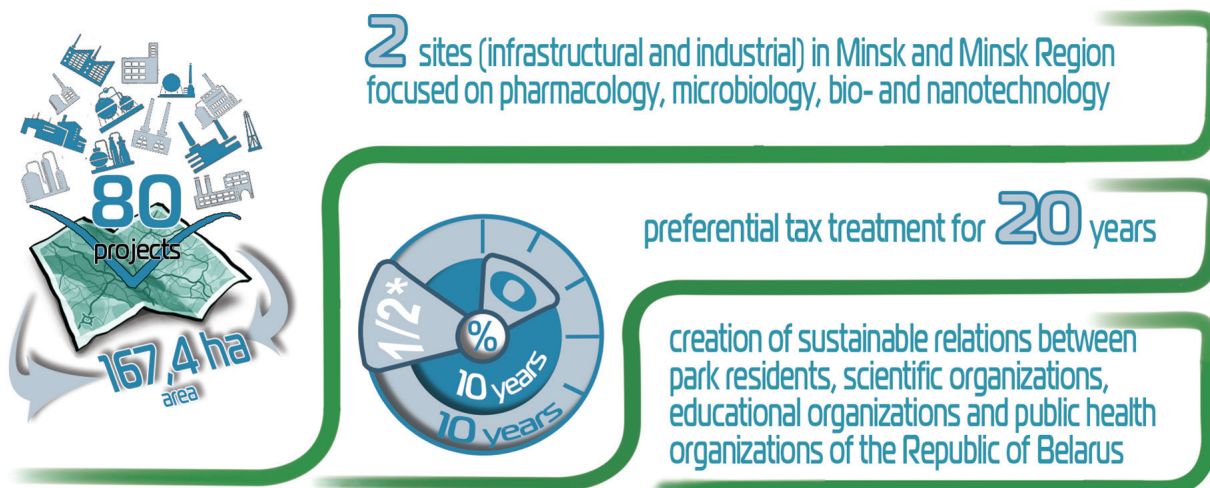 80
projects
167,4 ha
area
2 sites (infrastructural and industrial) in Minsk and Minsk Region
focused on pharmacology, microbiology, bio- and nanotechnology
preferential tax treatment for 20 years
1/2*
0
%
10 years
10 years
creation of sustainable relations between
park residents, scientific organizations,
educational organizations and public health
organizations of the Republic of Belarus